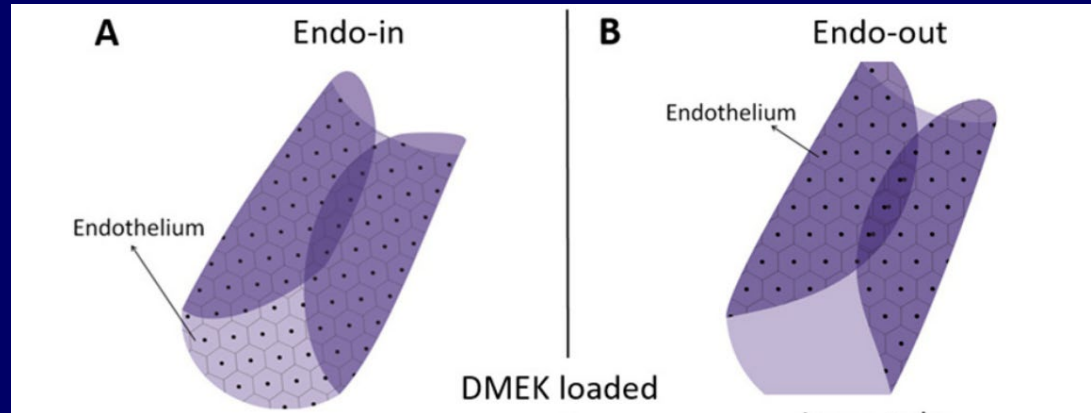 A Endo-in
Endothelium
B Endo-out
Endothelium
DMEK loaded